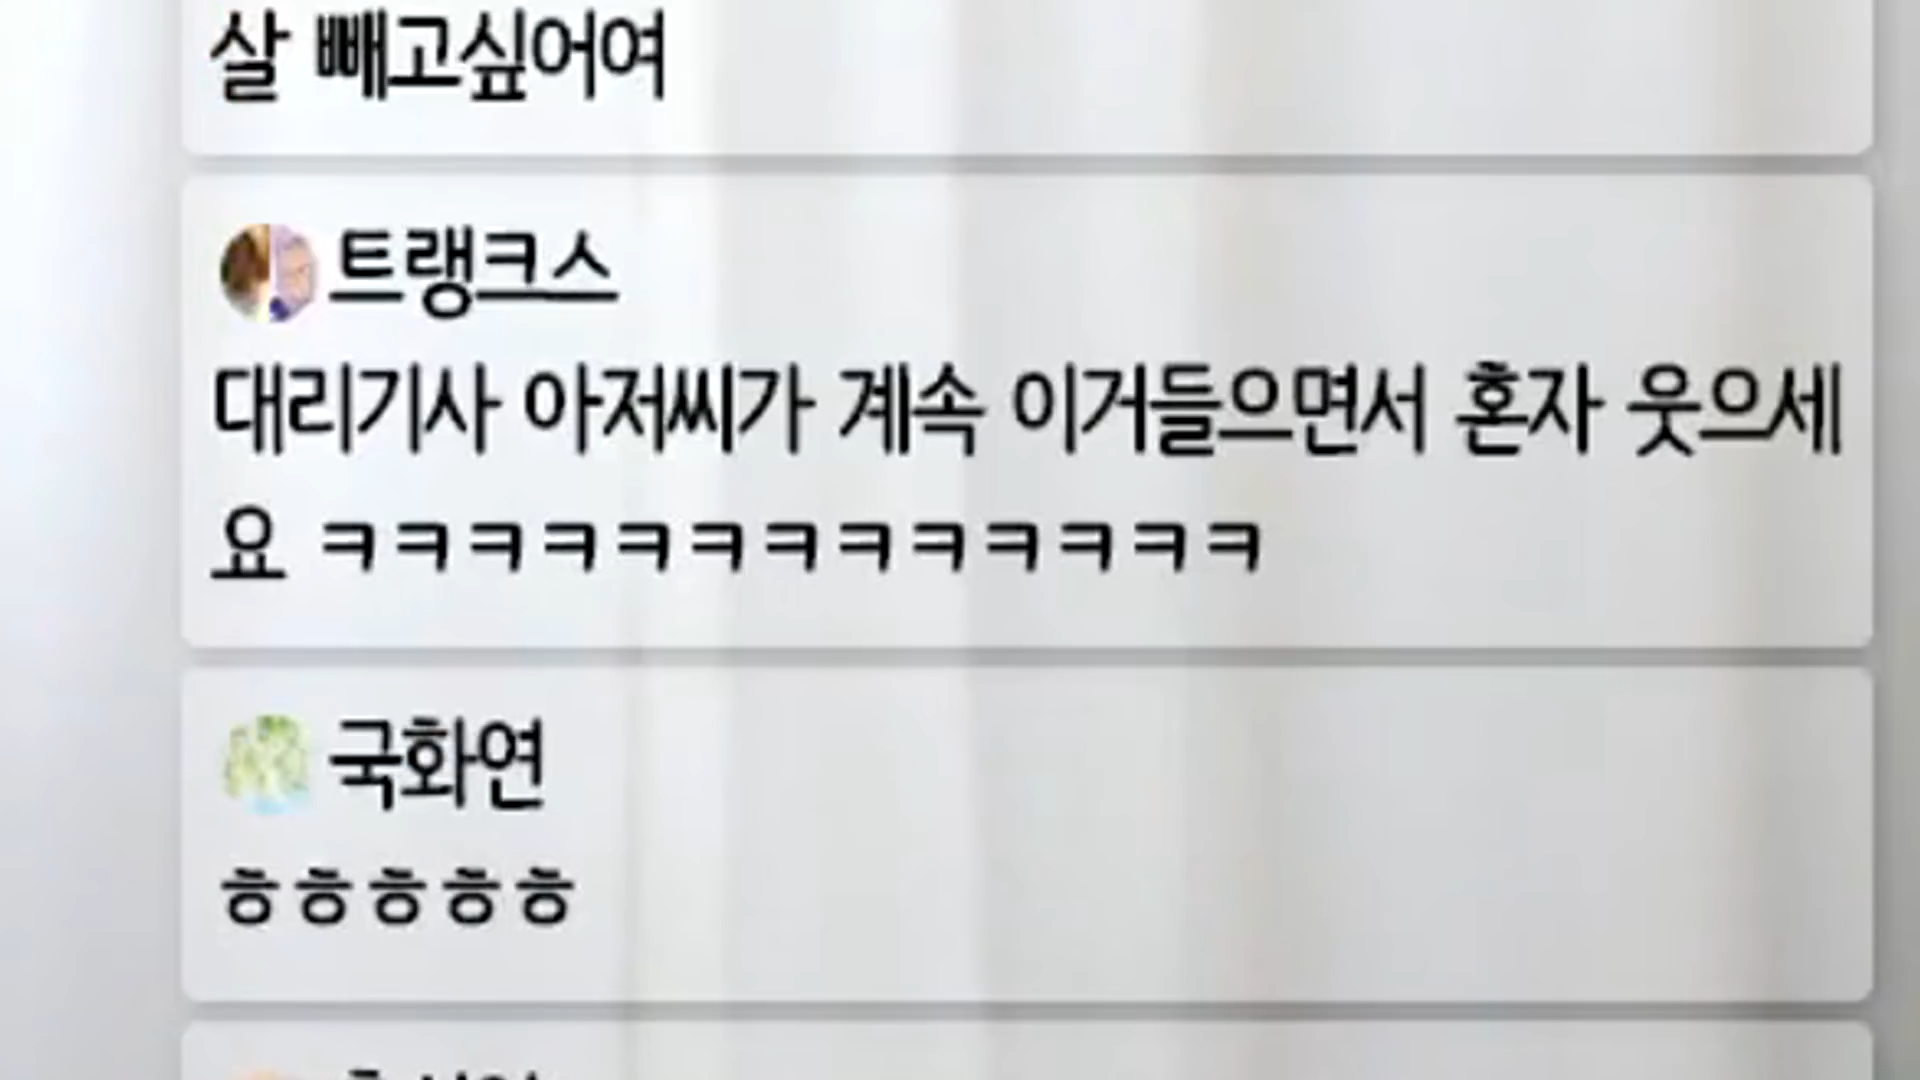 살 빼고싶어여
트랭크스
대리기사 아저씨가 계속 이거들으면서 혼자 웃으세
요 ㅋㅋㅋㅋㅋㅋㅋㅋㅋㅋㅋㅋㅋ
국화연
ㅎㅎㅎㅎㅎ